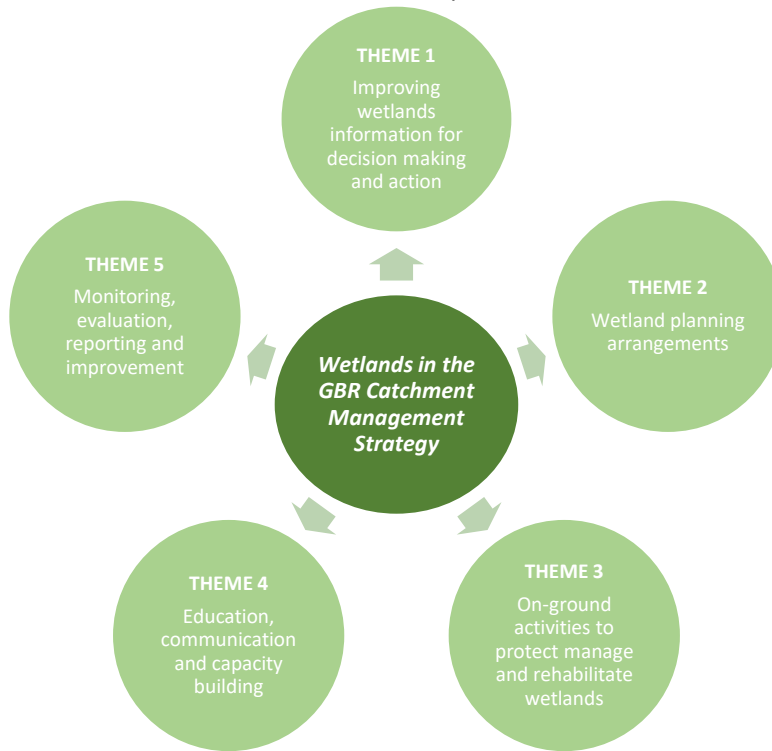 THEME 1
Improving
wetlands
information for
decision making
and action
THEME 5
Monitoring,
evaluation,
reporting and
improvement
THEME 2
Wetland planning
arrangements
Wetlands in the
GBR Catchment
Management
Strategy
THEME 4
Education,
communication
and capacity
building
THEME 3
On-ground
activities to
protect manage
and rehabilitate
wetlands